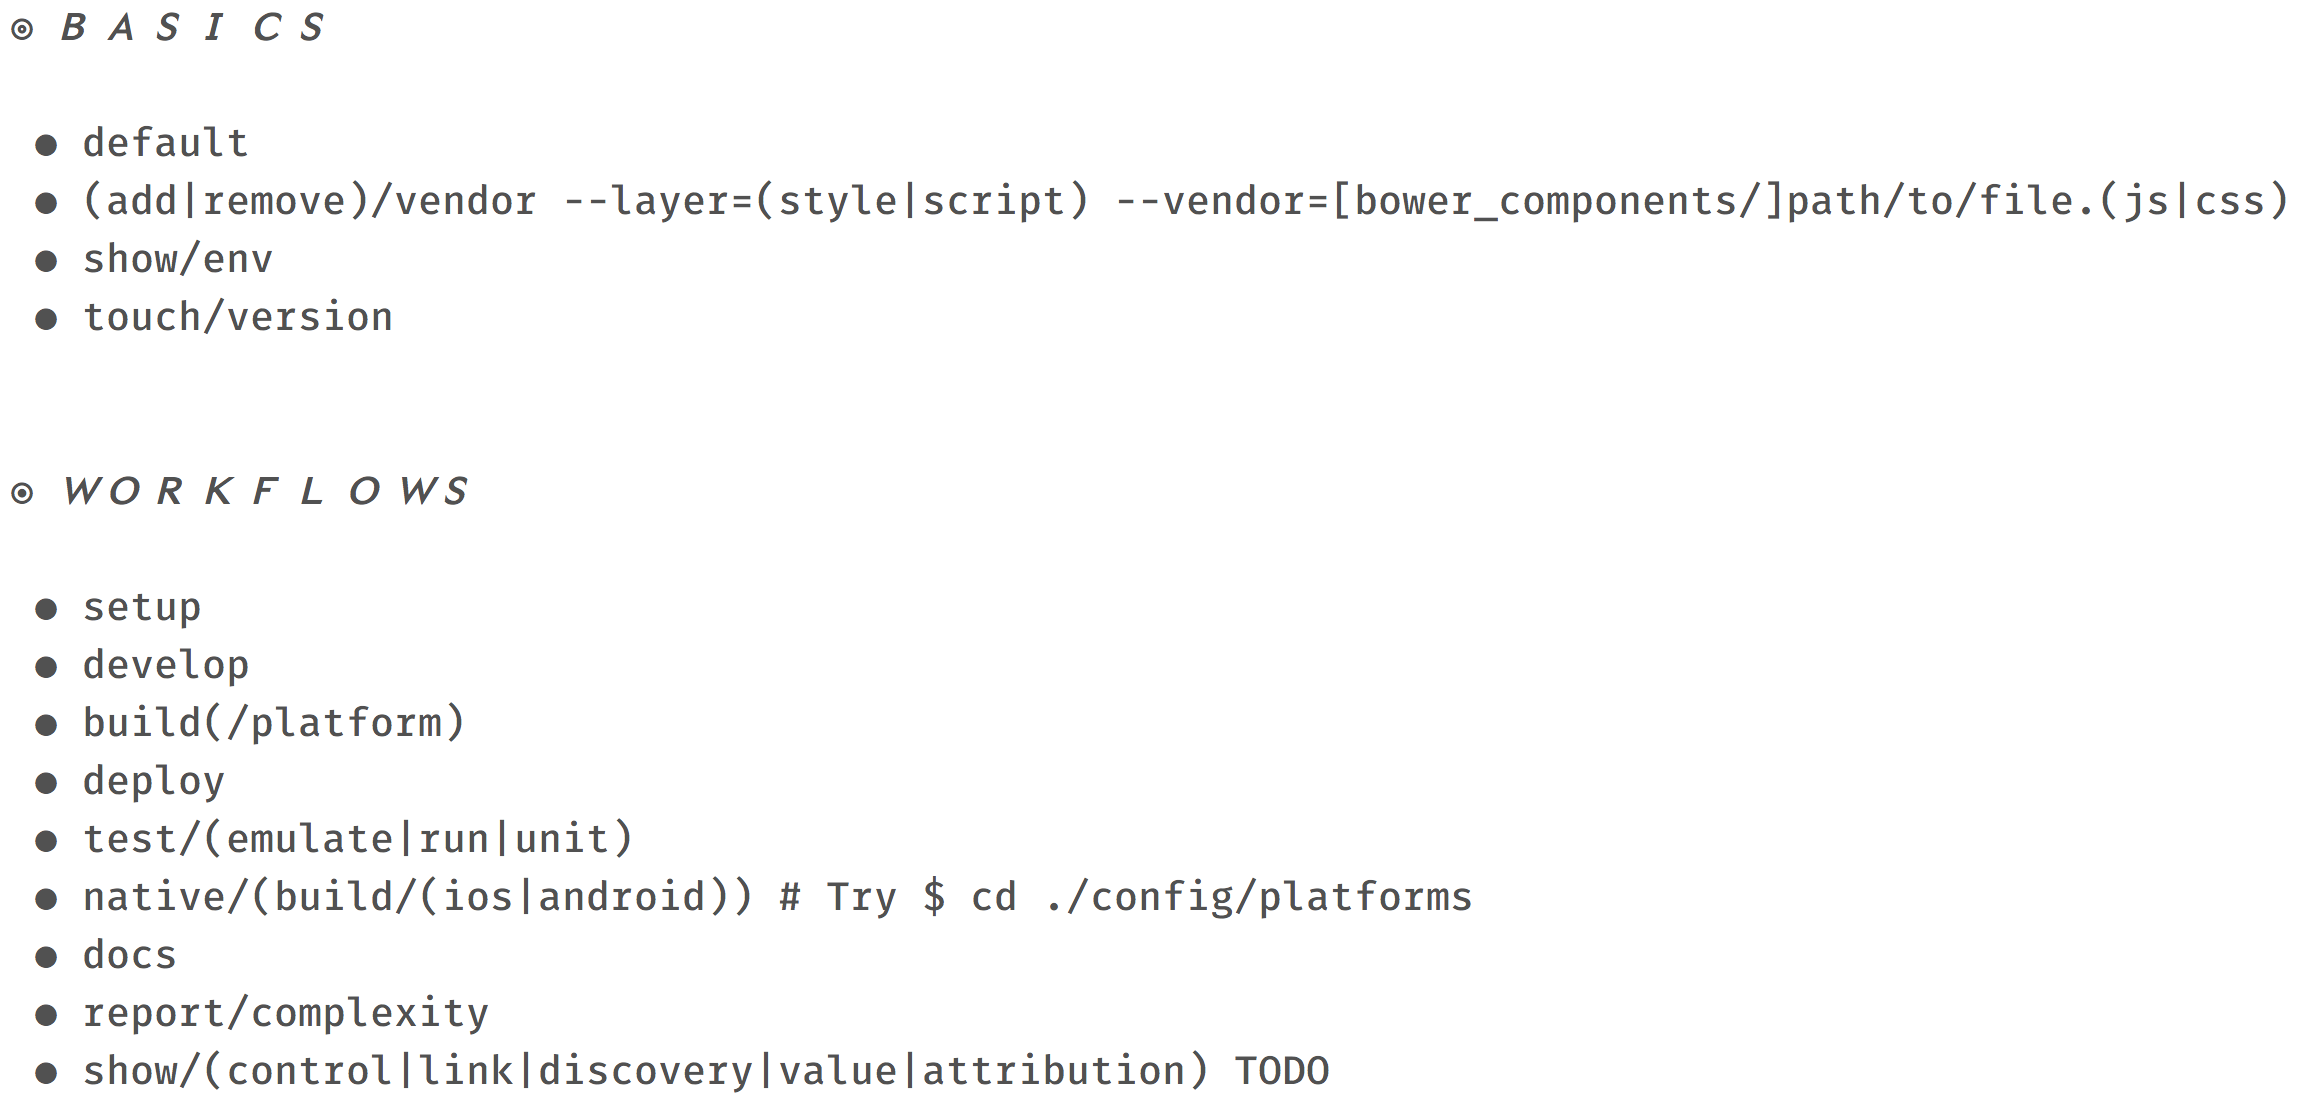 ⦿ B A S I C S
● default
● (add|remove)/vendor --layer=(style|script) --vendor=[bower_components/]path/to/file.(js|css)
● show/env
● touch/version
⦿ W O R K F L O W S
● setup
● develop
● build(/platform)
● deploy
● test/(emulate|run|unit)
● native/(build/(ios|android)) # Try $ cd ./config/platforms
● docs
● report/complexity
● show/(control|link|discovery|value|attribution) TODO